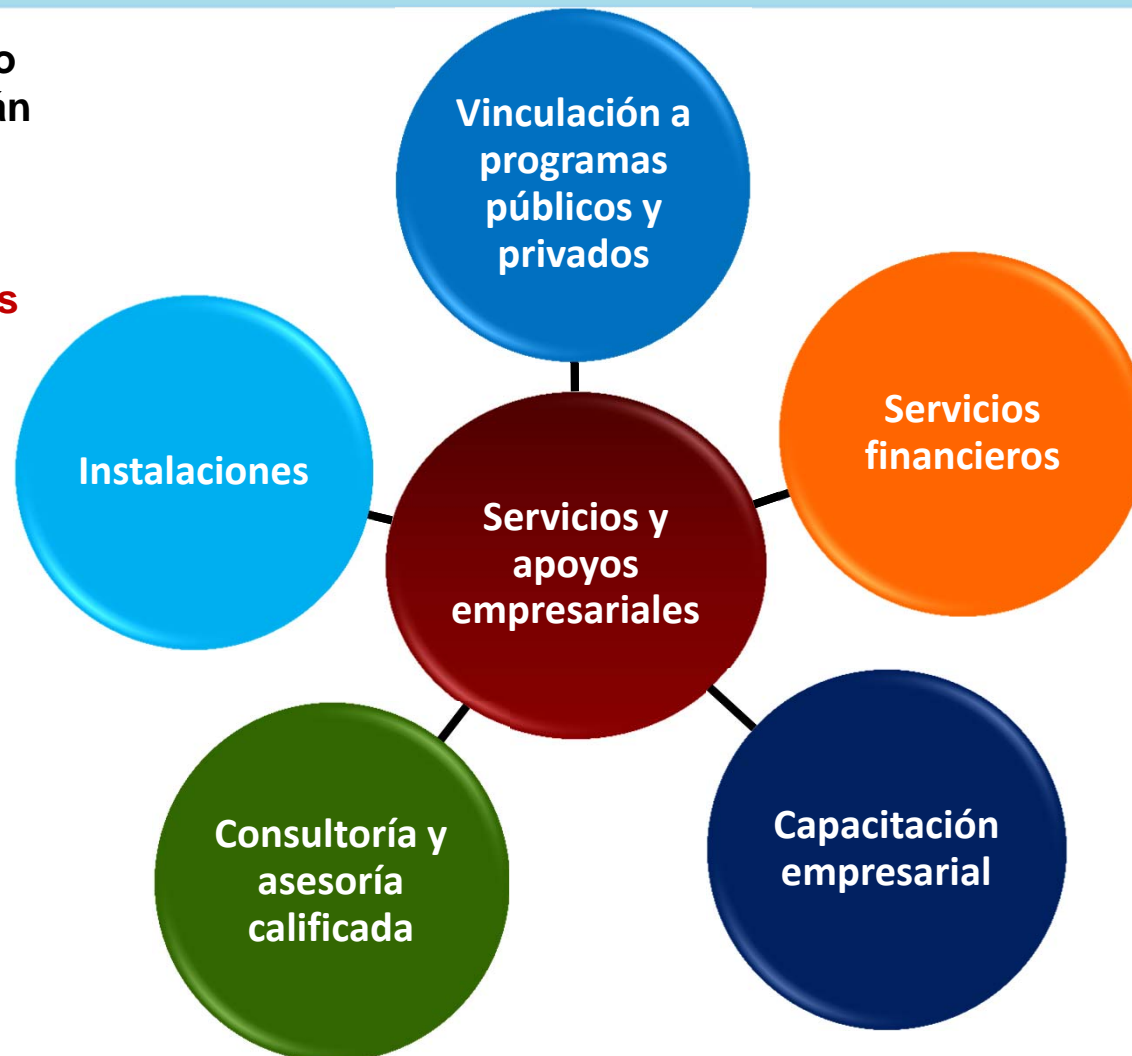 Vinculación a
programas
públicos y
privados
Servicios
financieros
Instalaciones
Servicios y
apoyos
empresariales
Capacitación
empresarial
Consultoría y
asesoría
calificada